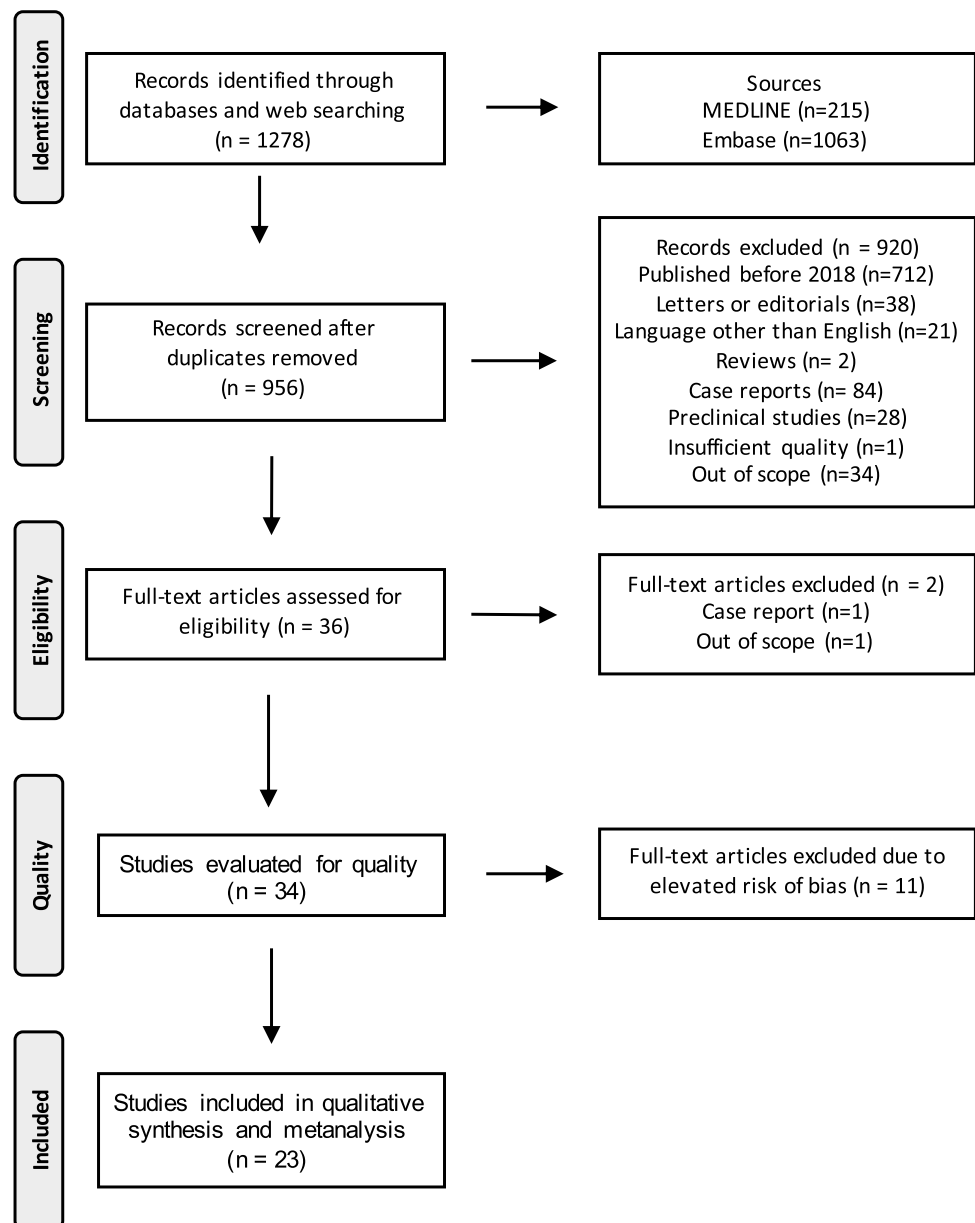 Identification
Records identified through
databases and web searching
(n = 1278)
Sources
MEDLINE (n=215)
Embase (n=1063)
Screening
Records screened after
duplicates removed
(n = 956)
Records excluded (n = 920)
Published before 2018 (n=712)
Letters or editorials (n=38)
Language other than English (n=21)
Reviews (n= 2)
Case reports (n= 84)
Preclinical studies (n=28)
Insufficient quality (n=1)
Out of scope (n=34)
Eligibility
Full-text articles assessed for
eligibility (n = 36)
Full-text articles excluded (n = 2)
Case report (n=1)
Out of scope (n=1)
Quality
Studies evaluated for quality
(n = 34)
Full-text articles excluded due to
elevated risk of bias (n = 11)
Included
Studies included in qualitative
synthesis and metanalysis
(n = 23)